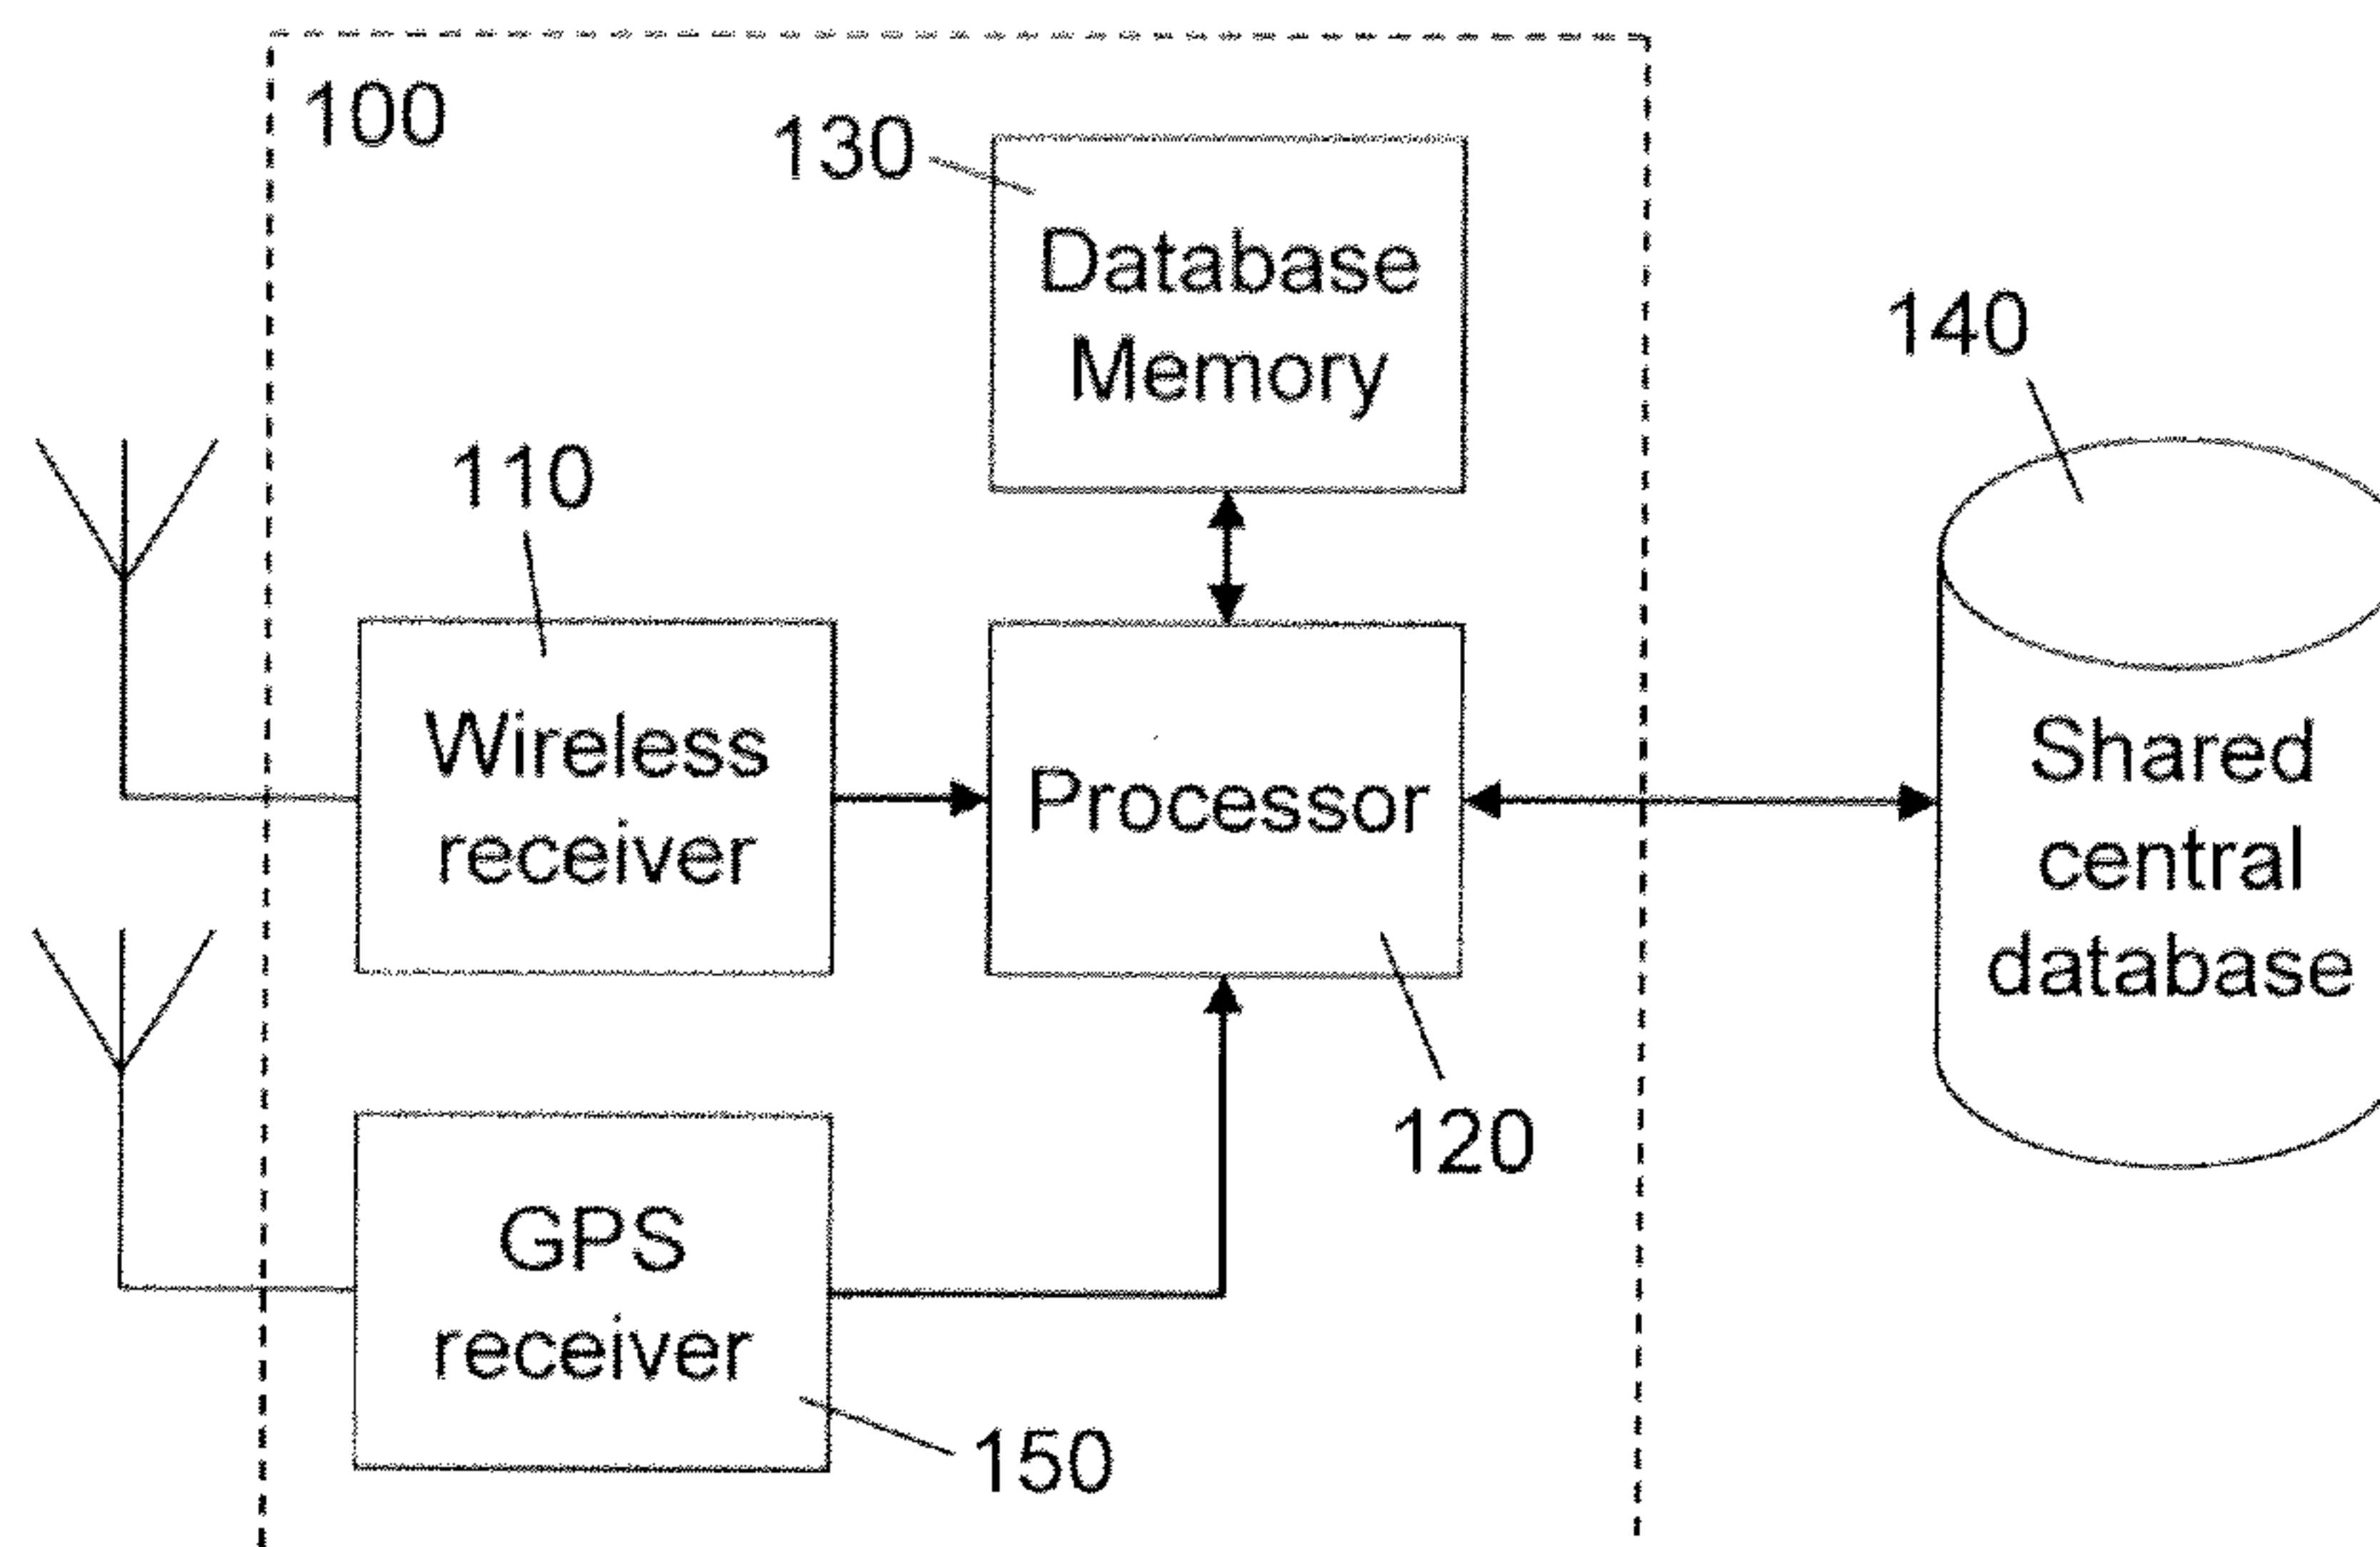 100
130
Database
Memory
140
110
Wireless
receiver
Processor
Shared
central
database
120
GPS
receiver
150